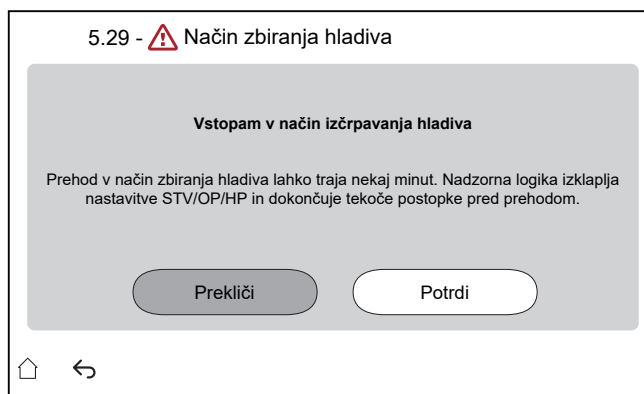 5.29 - Način zbiranja hladiva
Vstopam v način izčrpavanja hladiva
Prehod v način zbiranja hladiva lahko traja nekaj minut. Nadzorna logika izklaplja
nastavitve STV/OP/HP in dokončuje tekoče postopke pred prehodom.
Prekliči
Potrdi